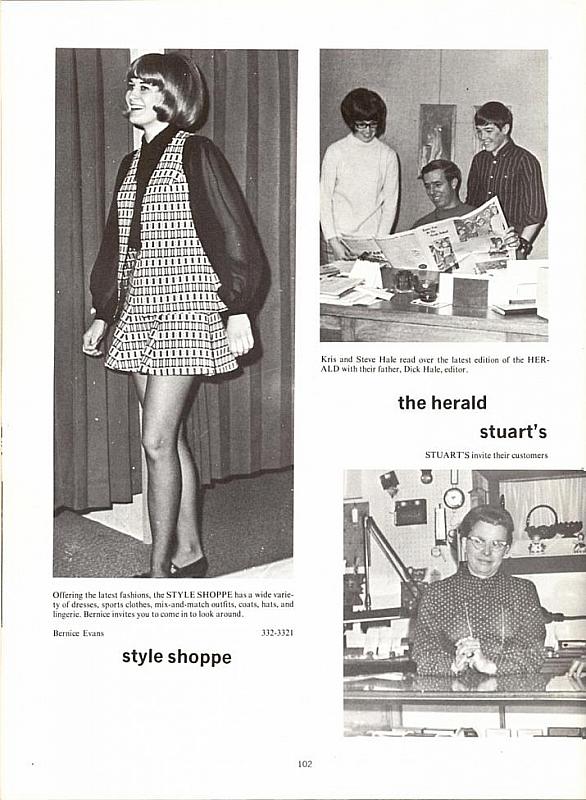 Offering the latest fashions, the STYLE SHOPPE has a wide varie-
ty of dresses, sports clothes, mix-and-match outfits, coats, hats, and
lingerie. Bernice invites you to come in to look around.
Bernice Evans 332-3321
style shoppe
Kris and Steve Hale read over the latest edition of the HER-
ALD with their father, Dick Hale, editor.
the herald
stuart's
STUART'S invite their customers
102